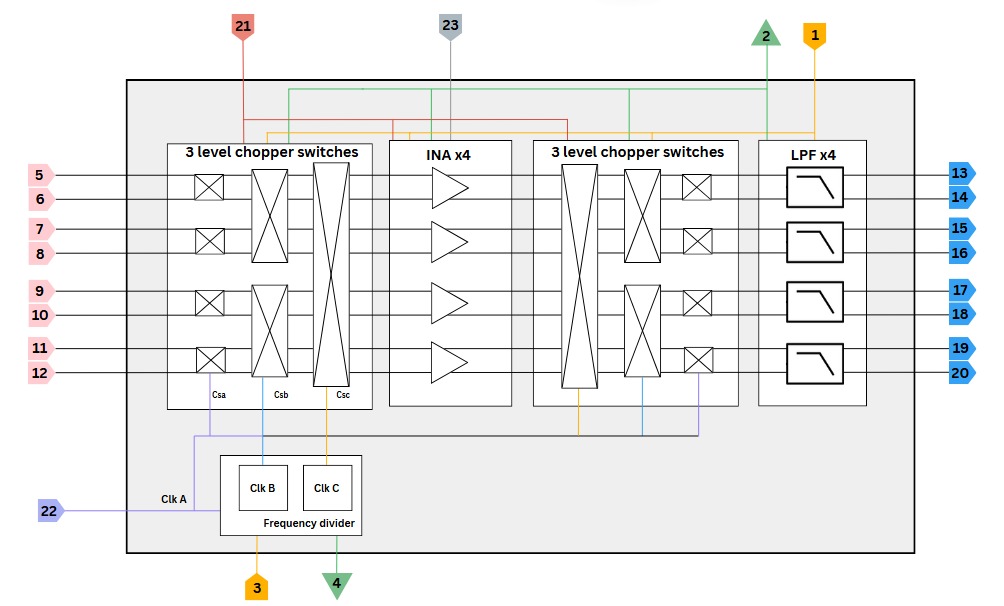 21
23
2
1
3 level chopper switches
INA x4
3 level chopper switches
LPF x4
5
6
7
8
9
10
11
12
13
14
15
16
17
18
19
20
Csa
Csb
Csc
Clk A
22
Clk B
Clk C
Frequency divider
3
4